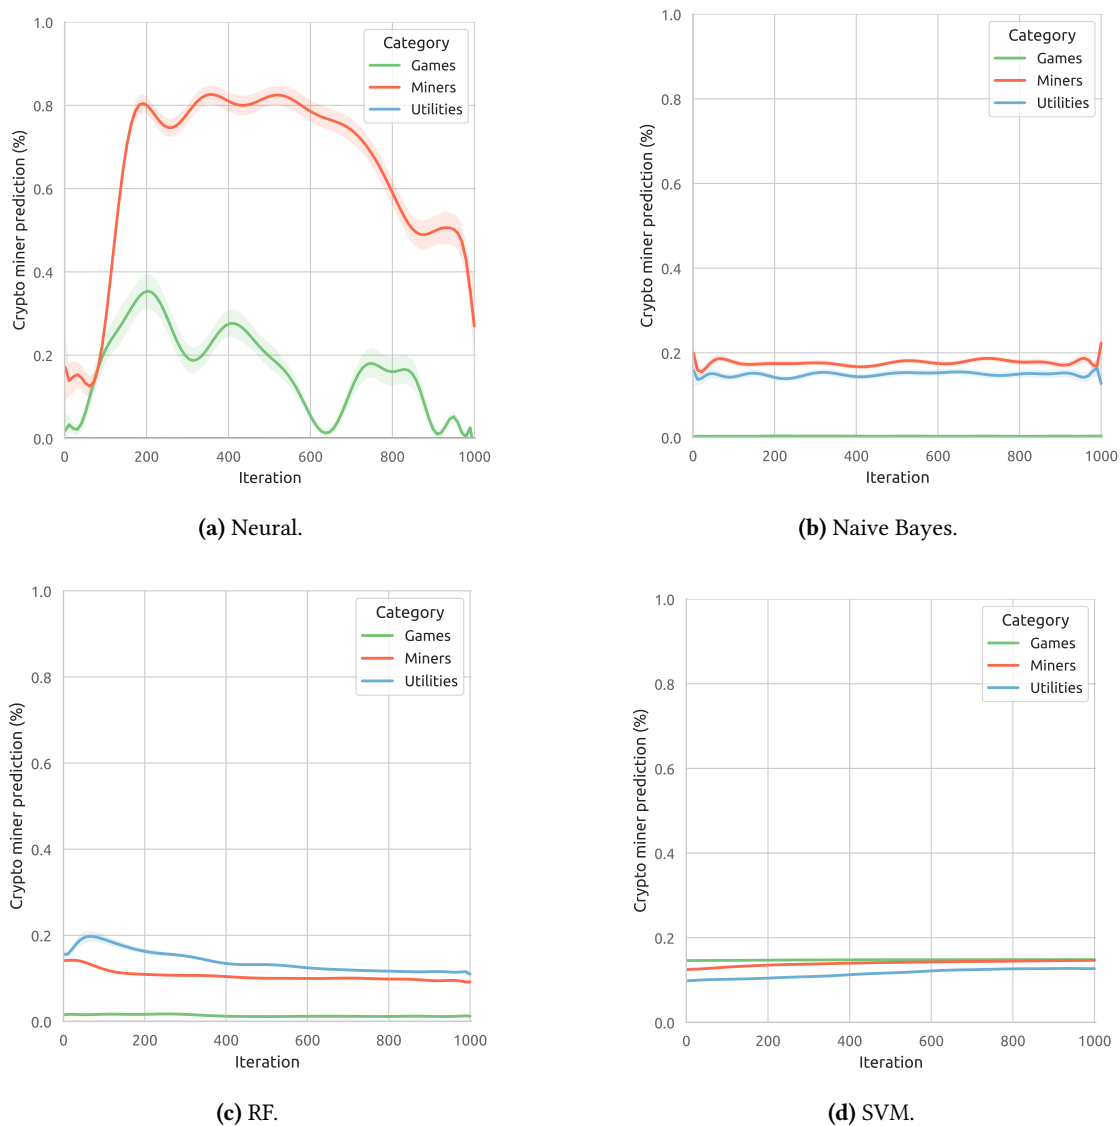 1.0
0.8
0.6
0.4
0.2
0.0
0 200 400 600 800 1000
Crypto miner prediction (%)
Iteration
Category
Games
Miners
Utilities
(a) Neural.
1.0
0.8
0.6
0.4
0.2
0.0
0 200 400 600 800 1000
Crypto miner prediction (%)
Iteration
Category
Games
Miners
Utilities
(b) Naive Bayes.
1.0
0.8
0.6
0.4
0.2
0.0
0 200 400 600 800 1000
Crypto miner prediction (%)
Iteration
Category
Games
Miners
Utilities
(c) RF.
1.0
0.8
0.6
0.4
0.2
0.0
0 200 400 600 800 1000
Crypto miner prediction (%)
Iteration
Category
Games
Miners
Utilities
(d) SVM.